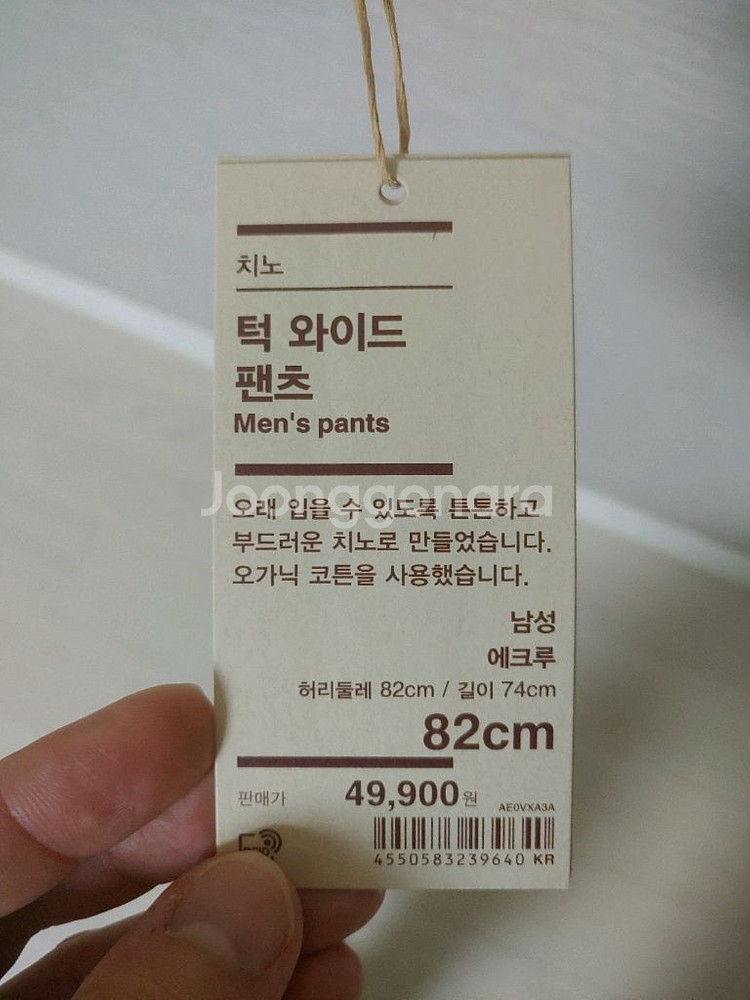 치노
턱 와이드
팬츠
Men's pants
Joonggonara
오래 입을 수 있도록 튼튼하고
부드러운 치노로 만들었습니다.
오가닉 코튼을 사용했습니다.
남성
에크루
허리둘레 82cm / 길이 74cm
82cm
판매가 49,900원
AE0VXA3A
4550583239640 KR